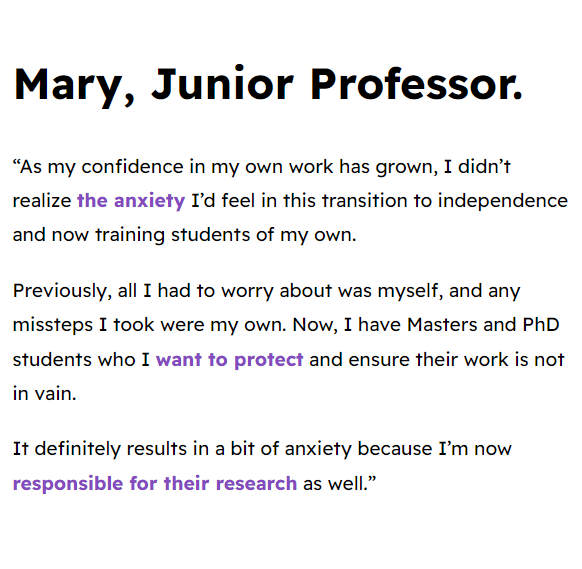 Mary, Junior Professor.
“As my confidence in my own work has grown, I didn’t
realize the anxiety I’d feel in this transition to independence
and now training students of my own.
Previously, all I had to worry about was myself, and any
missteps I took were my own. Now, I have Masters and PhD
students who I want to protect and ensure their work is not
in vain.
It definitely results in a bit of anxiety because I’m now
responsible for their research as well.”